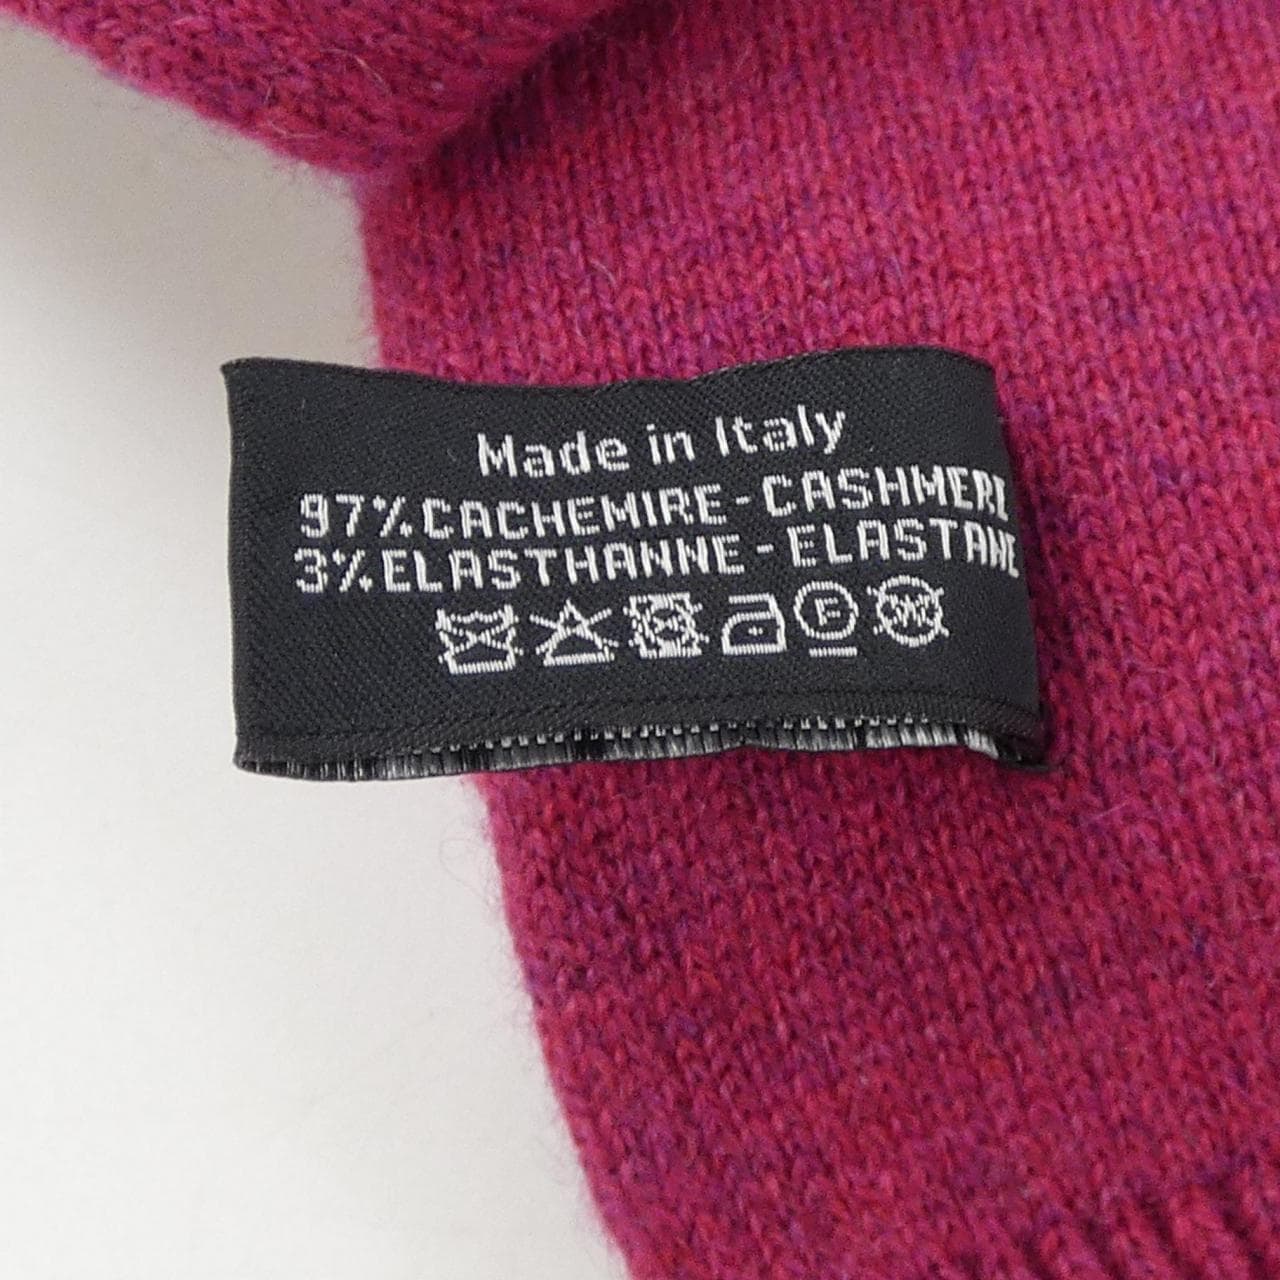 Made in Italy
97% CACHEMIRE - CASHMERE
3% ELASTHANNE - ELASTANE
F
W